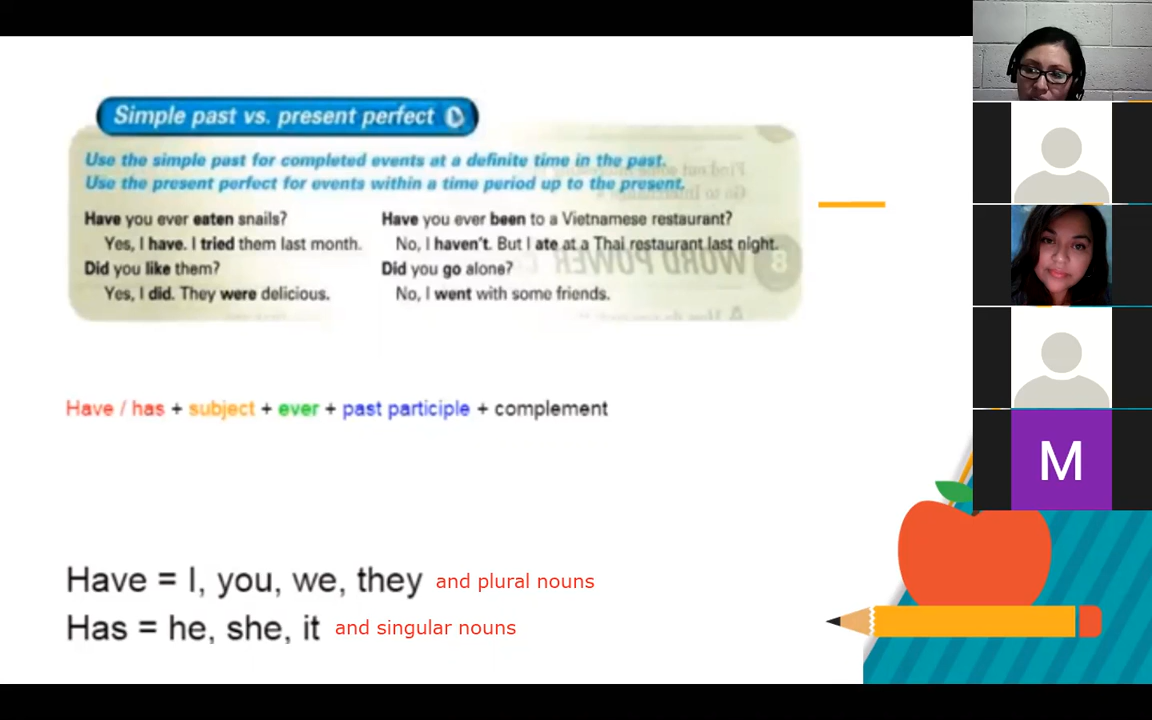 Simple past vs. present perfect
Use the simple past for completed events at a definite time in the past.
Use the present perfect for events within a time period up to the present.
Have you ever eaten snails?
Yes, I have. I tried them last month.
Did you like them?
Yes, I did. They were delicious.
Have you ever been to a Vietnamese restaurant?
No, I haven't. But I ate at a Thai restaurant last night.
Did you go alone?
No, I went with some friends.
WORD POWER
8
Have / has + subject + ever + past participle + complement
Have = I, you, we, they and plural nouns
Has = he, she, it and singular nouns
M